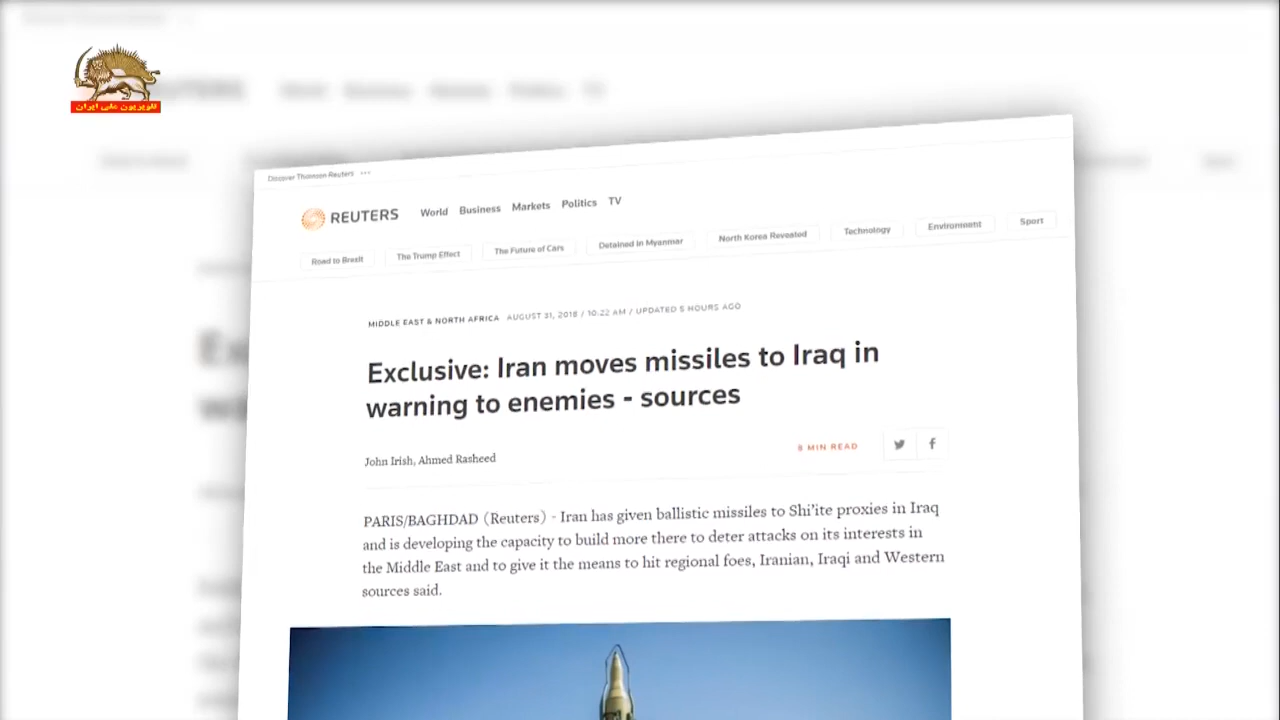 تلویزیون ملی ایران
Discover Thomson Reuters •••
REUTERS World Business Markets Politics TV
Road to Brexit The Trump Effect The Future of Cars Detained in Myanmar North Korea Revealed Technology Environment Sport
MIDDLE EAST & NORTH AFRICA AUGUST 31, 2018 / 10:22 AM / UPDATED 5 HOURS AGO
Exclusive: Iran moves missiles to Iraq in
warning to enemies - sources
8 MIN READ
John Irish, Ahmed Rasheed
PARIS/BAGHDAD (Reuters) - Iran has given ballistic missiles to Shi’ite proxies in Iraq
and is developing the capacity to build more there to deter attacks on its interests in
the Middle East and to give it the means to hit regional foes, Iranian, Iraqi and Western
sources said.